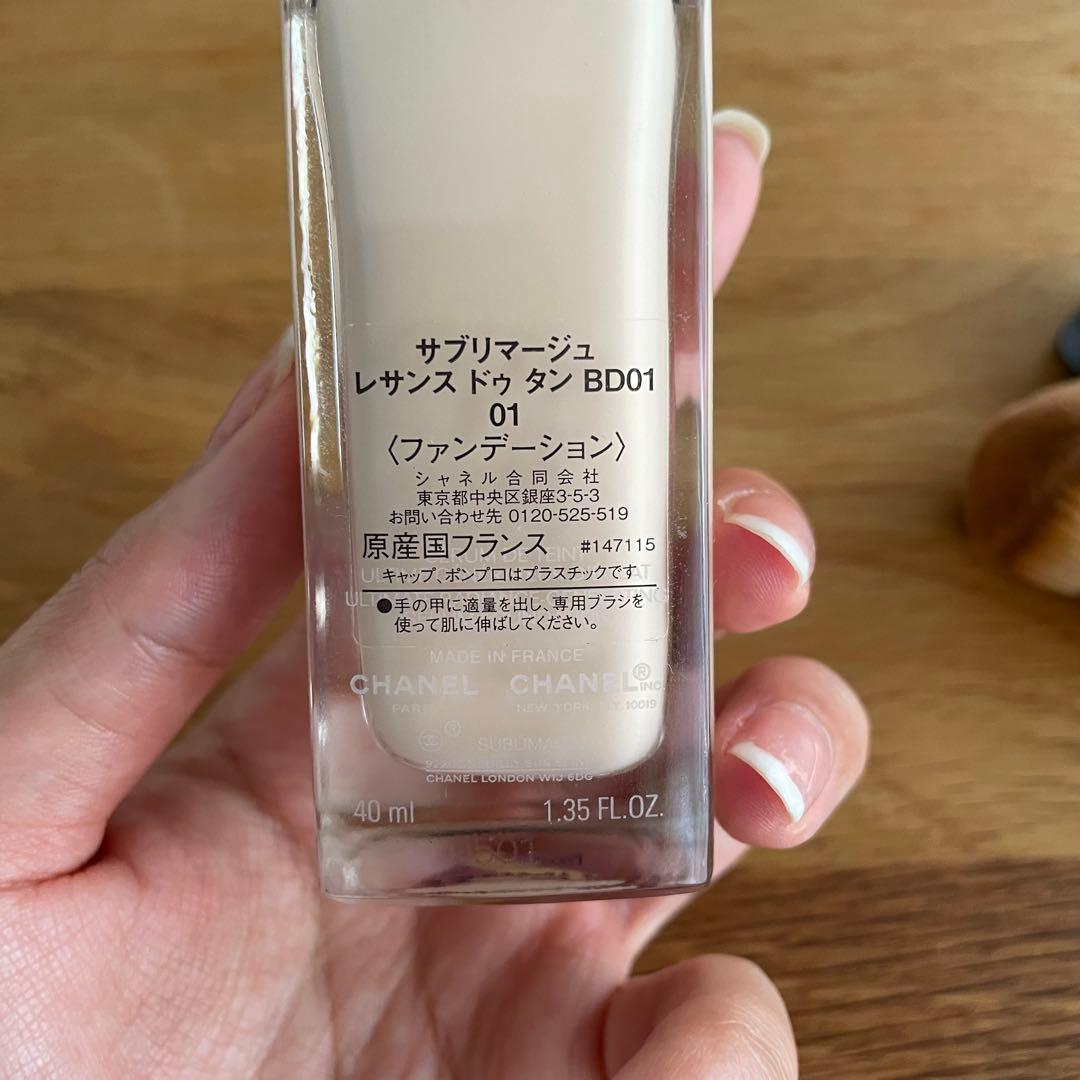 サブリマージュ
レサンス ドゥ タン BD01
01
〈ファンデーション〉
シャネル合同会社
東京都中央区銀座3-5-3
お問い合わせ先 0120-525-519
原産国フランス #147115
キャップ、ポンプ口はプラスチックです
●手の甲に適量を出し、専用ブラシを
使って肌に伸ばしてください。
MADE IN FRANCE
CHANEL CHANEL® INC
PARIS NEW YORK N.Y. 10019
CHANEL LONDON W1J 6DG
40 ml 1.35 FL.OZ.